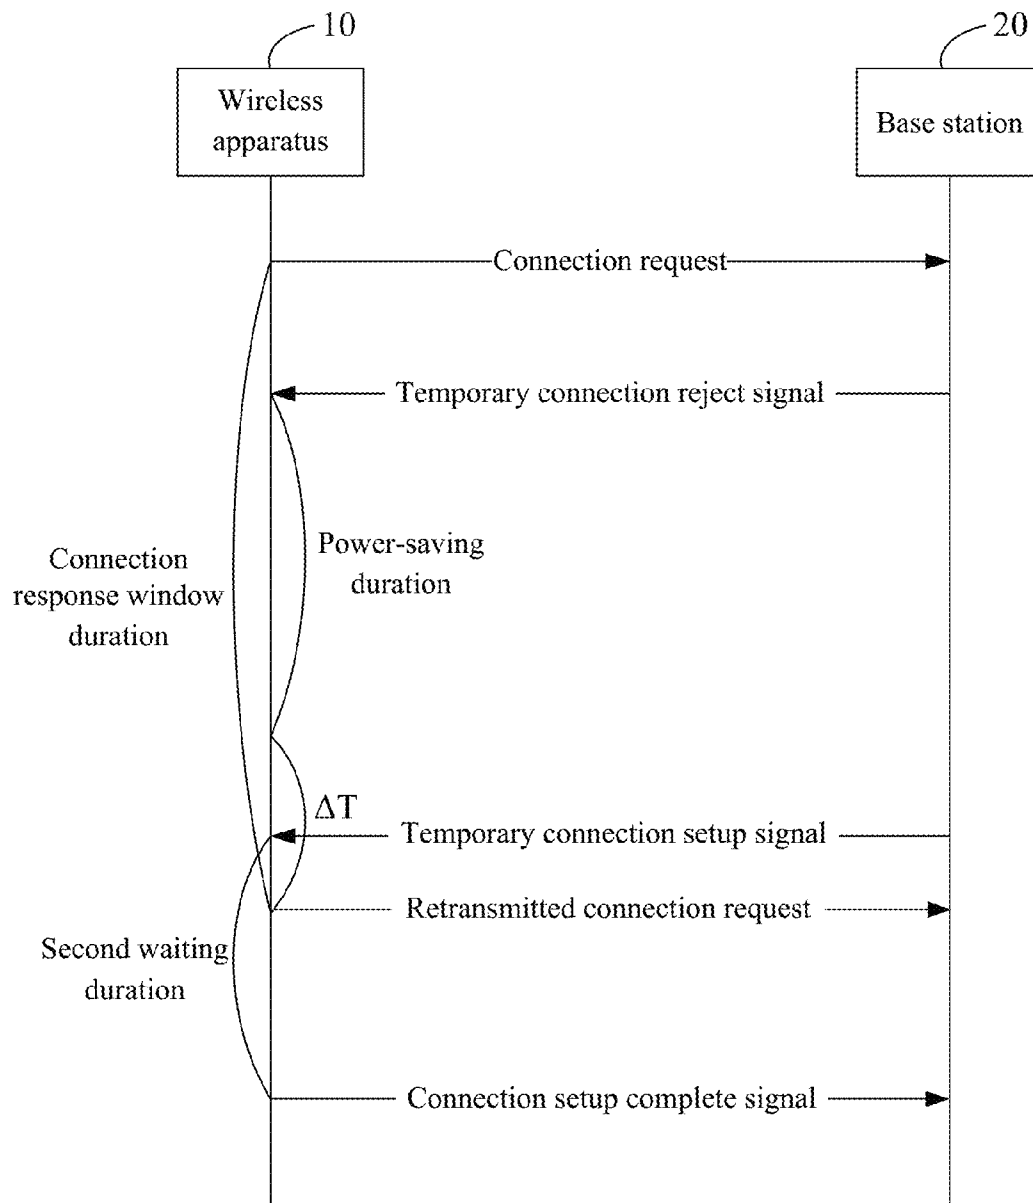 10
20
Wireless
apparatus
Base station
Connection request
Temporary connection reject signal
Connection
response window
duration
Power-saving
duration
ΔT
Temporary connection setup signal
Retransmitted connection request
Second waiting
duration
Connection setup complete signal